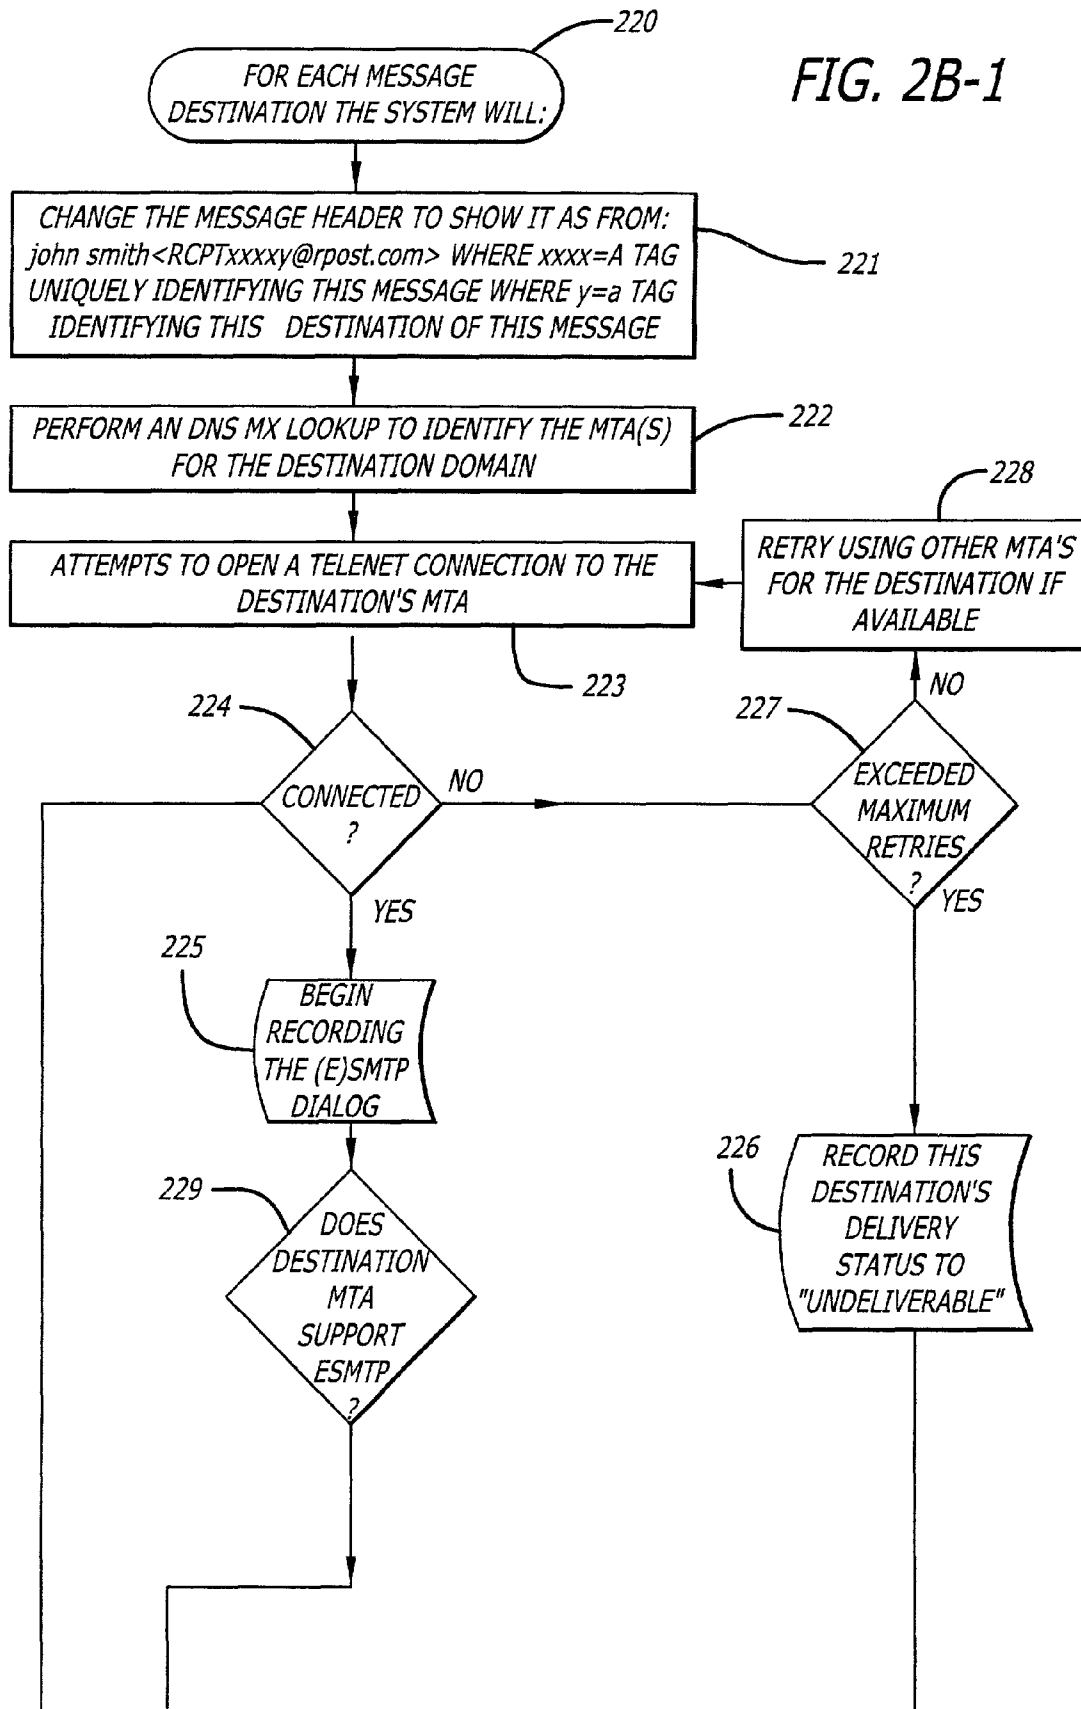 220
FIG. 2B-1
FOR EACH MESSAGE
DESTINATION THE SYSTEM WILL:
CHANGE THE MESSAGE HEADER TO SHOW IT AS FROM:
john smith<RCPTxxxxy@rpost.com> WHERE xxxx=A TAG
UNIQUELY IDENTIFYING THIS MESSAGE WHERE y=a TAG
IDENTIFYING THIS DESTINATION OF THIS MESSAGE
221
PERFORM AN DNS MX LOOKUP TO IDENTIFY THE MTA(S)
FOR THE DESTINATION DOMAIN
222
228
ATTEMPTS TO OPEN A TELENET CONNECTION TO THE
DESTINATION'S MTA
223
RETRY USING OTHER MTA'S
FOR THE DESTINATION IF
AVAILABLE
NO
224
227
CONNECTED
?
NO
EXCEEDED
MAXIMUM
RETRIES
?
YES
YES
225
BEGIN
RECORDING
THE (E)SMTP
DIALOG
226
RECORD THIS
DESTINATION'S
DELIVERY
STATUS TO
"UNDELIVERABLE"
229
DOES
DESTINATION
MTA
SUPPORT
ESMTP
?